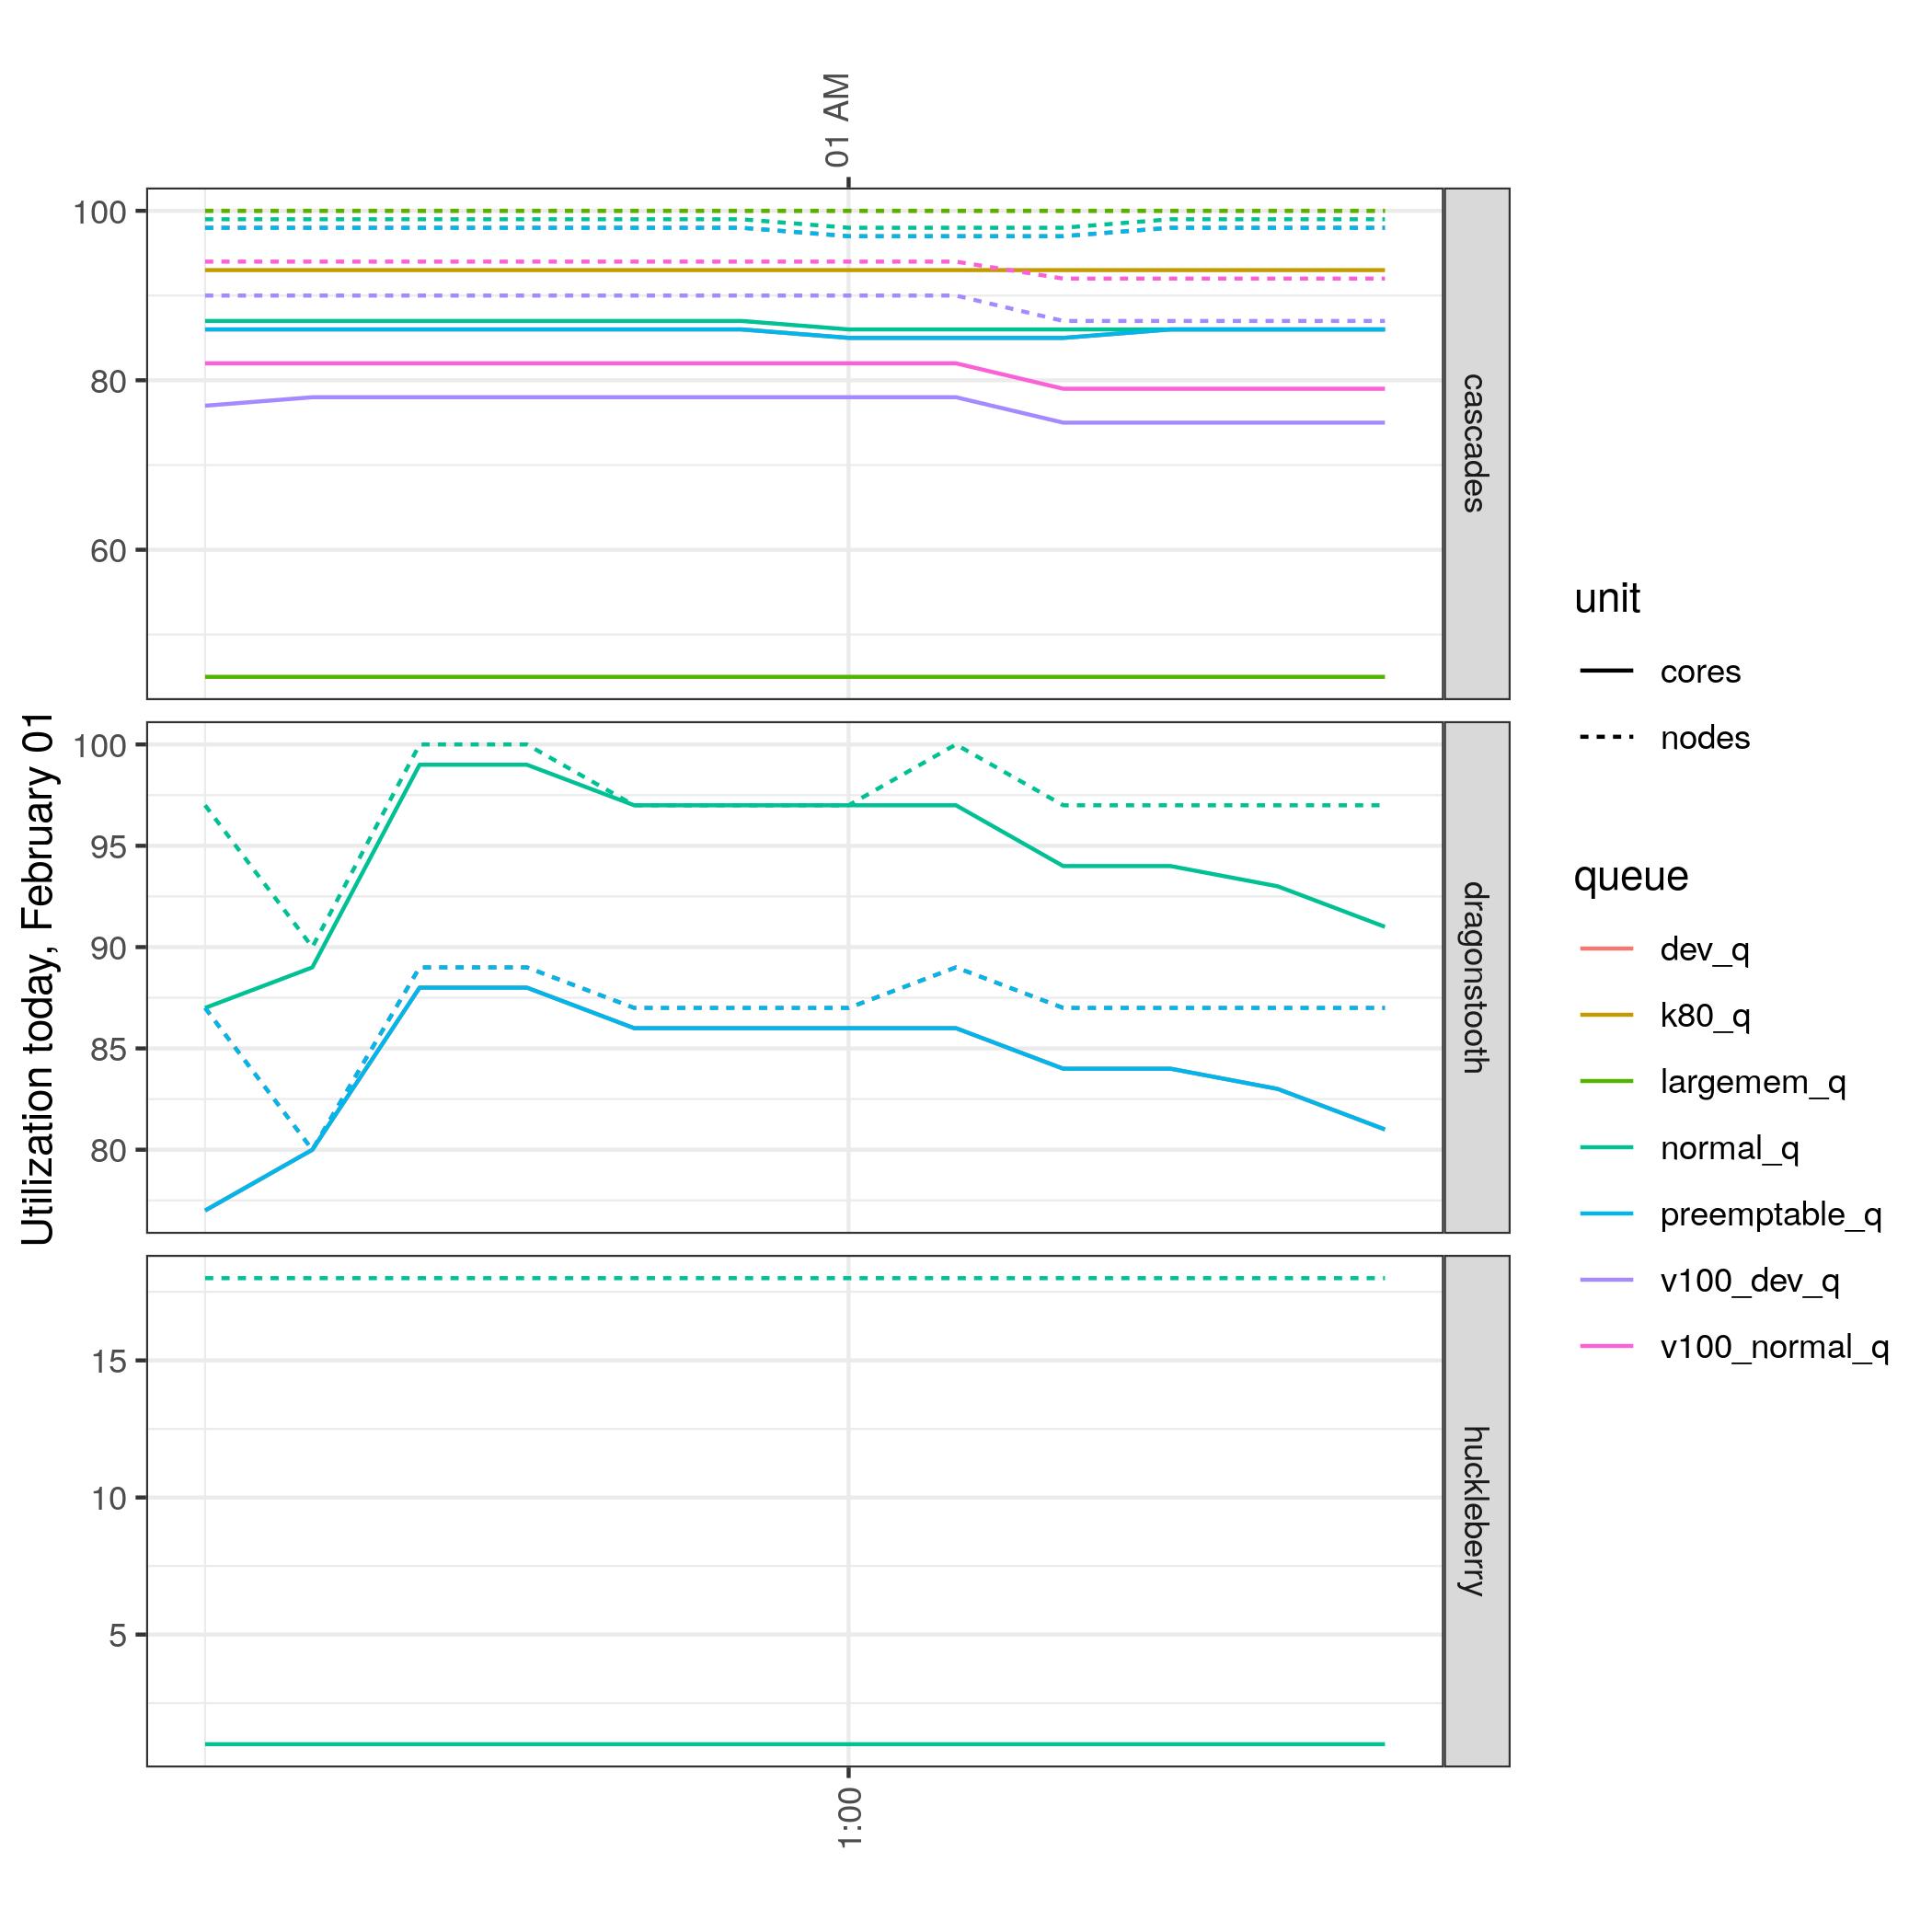 01 AM
100
80
60
cascades
Utilization today, February 01
100
95
90
85
80
dragonstooth
15
10
5
huckleberry
1:00
unit
cores
nodes
queue
dev_q
k80_q
largemem_q
normal_q
preemptable_q
v100_dev_q
v100_normal_q